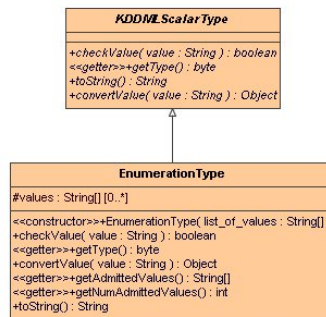 KDDMLScalarType
+checkValue( value : String ) : boolean
<<getter>>+getType() : byte
+toString() : String
+convertValue( value : String ) : Object
EnumerationType
#values : String[] [0..*]
<<constructor>>+EnumerationType( list_of_values : String[]
+checkValue( value : String ) : boolean
<<getter>>+getType() : byte
+convertValue( value : String ) : Object
<<getter>>+getAdmittedValues() : String[]
<<getter>>+getNumAdmittedValues() : int
+toString() : String